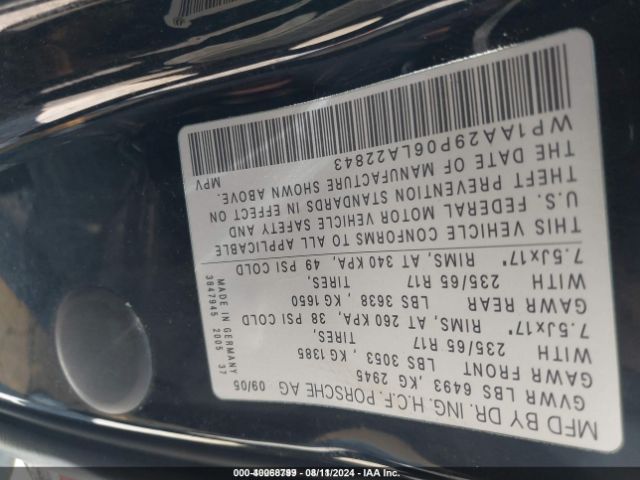 MFD BY DR. ING. H.C.F. PORSCHE AG 09/05
GVWR LBS 6493 , KG 2945
GAWR FRONT LBS 3053 , KG 1385
WITH 235/65 R17 TIRES,
7.5Jx17" RIMS, AT 260 KPA, 38 PSI COLD
GAWR REAR LBS 3638 , KG 1650
WITH 235/65 R17 TIRES,
7.5Jx17" RIMS, AT 340 KPA, 49 PSI COLD
THIS VEHICLE CONFORMS TO ALL APPLICABLE
U.S. FEDERAL MOTOR VEHICLE SAFETY AND
THEFT PREVENTION STANDARDS IN EFFECT ON
THE DATE OF MANUFACTURE SHOWN ABOVE.
WP1AA29P06LA22843 MPV
MADE IN GERMANY
3847945 2005 37
08/11/2024 - IAA Inc.